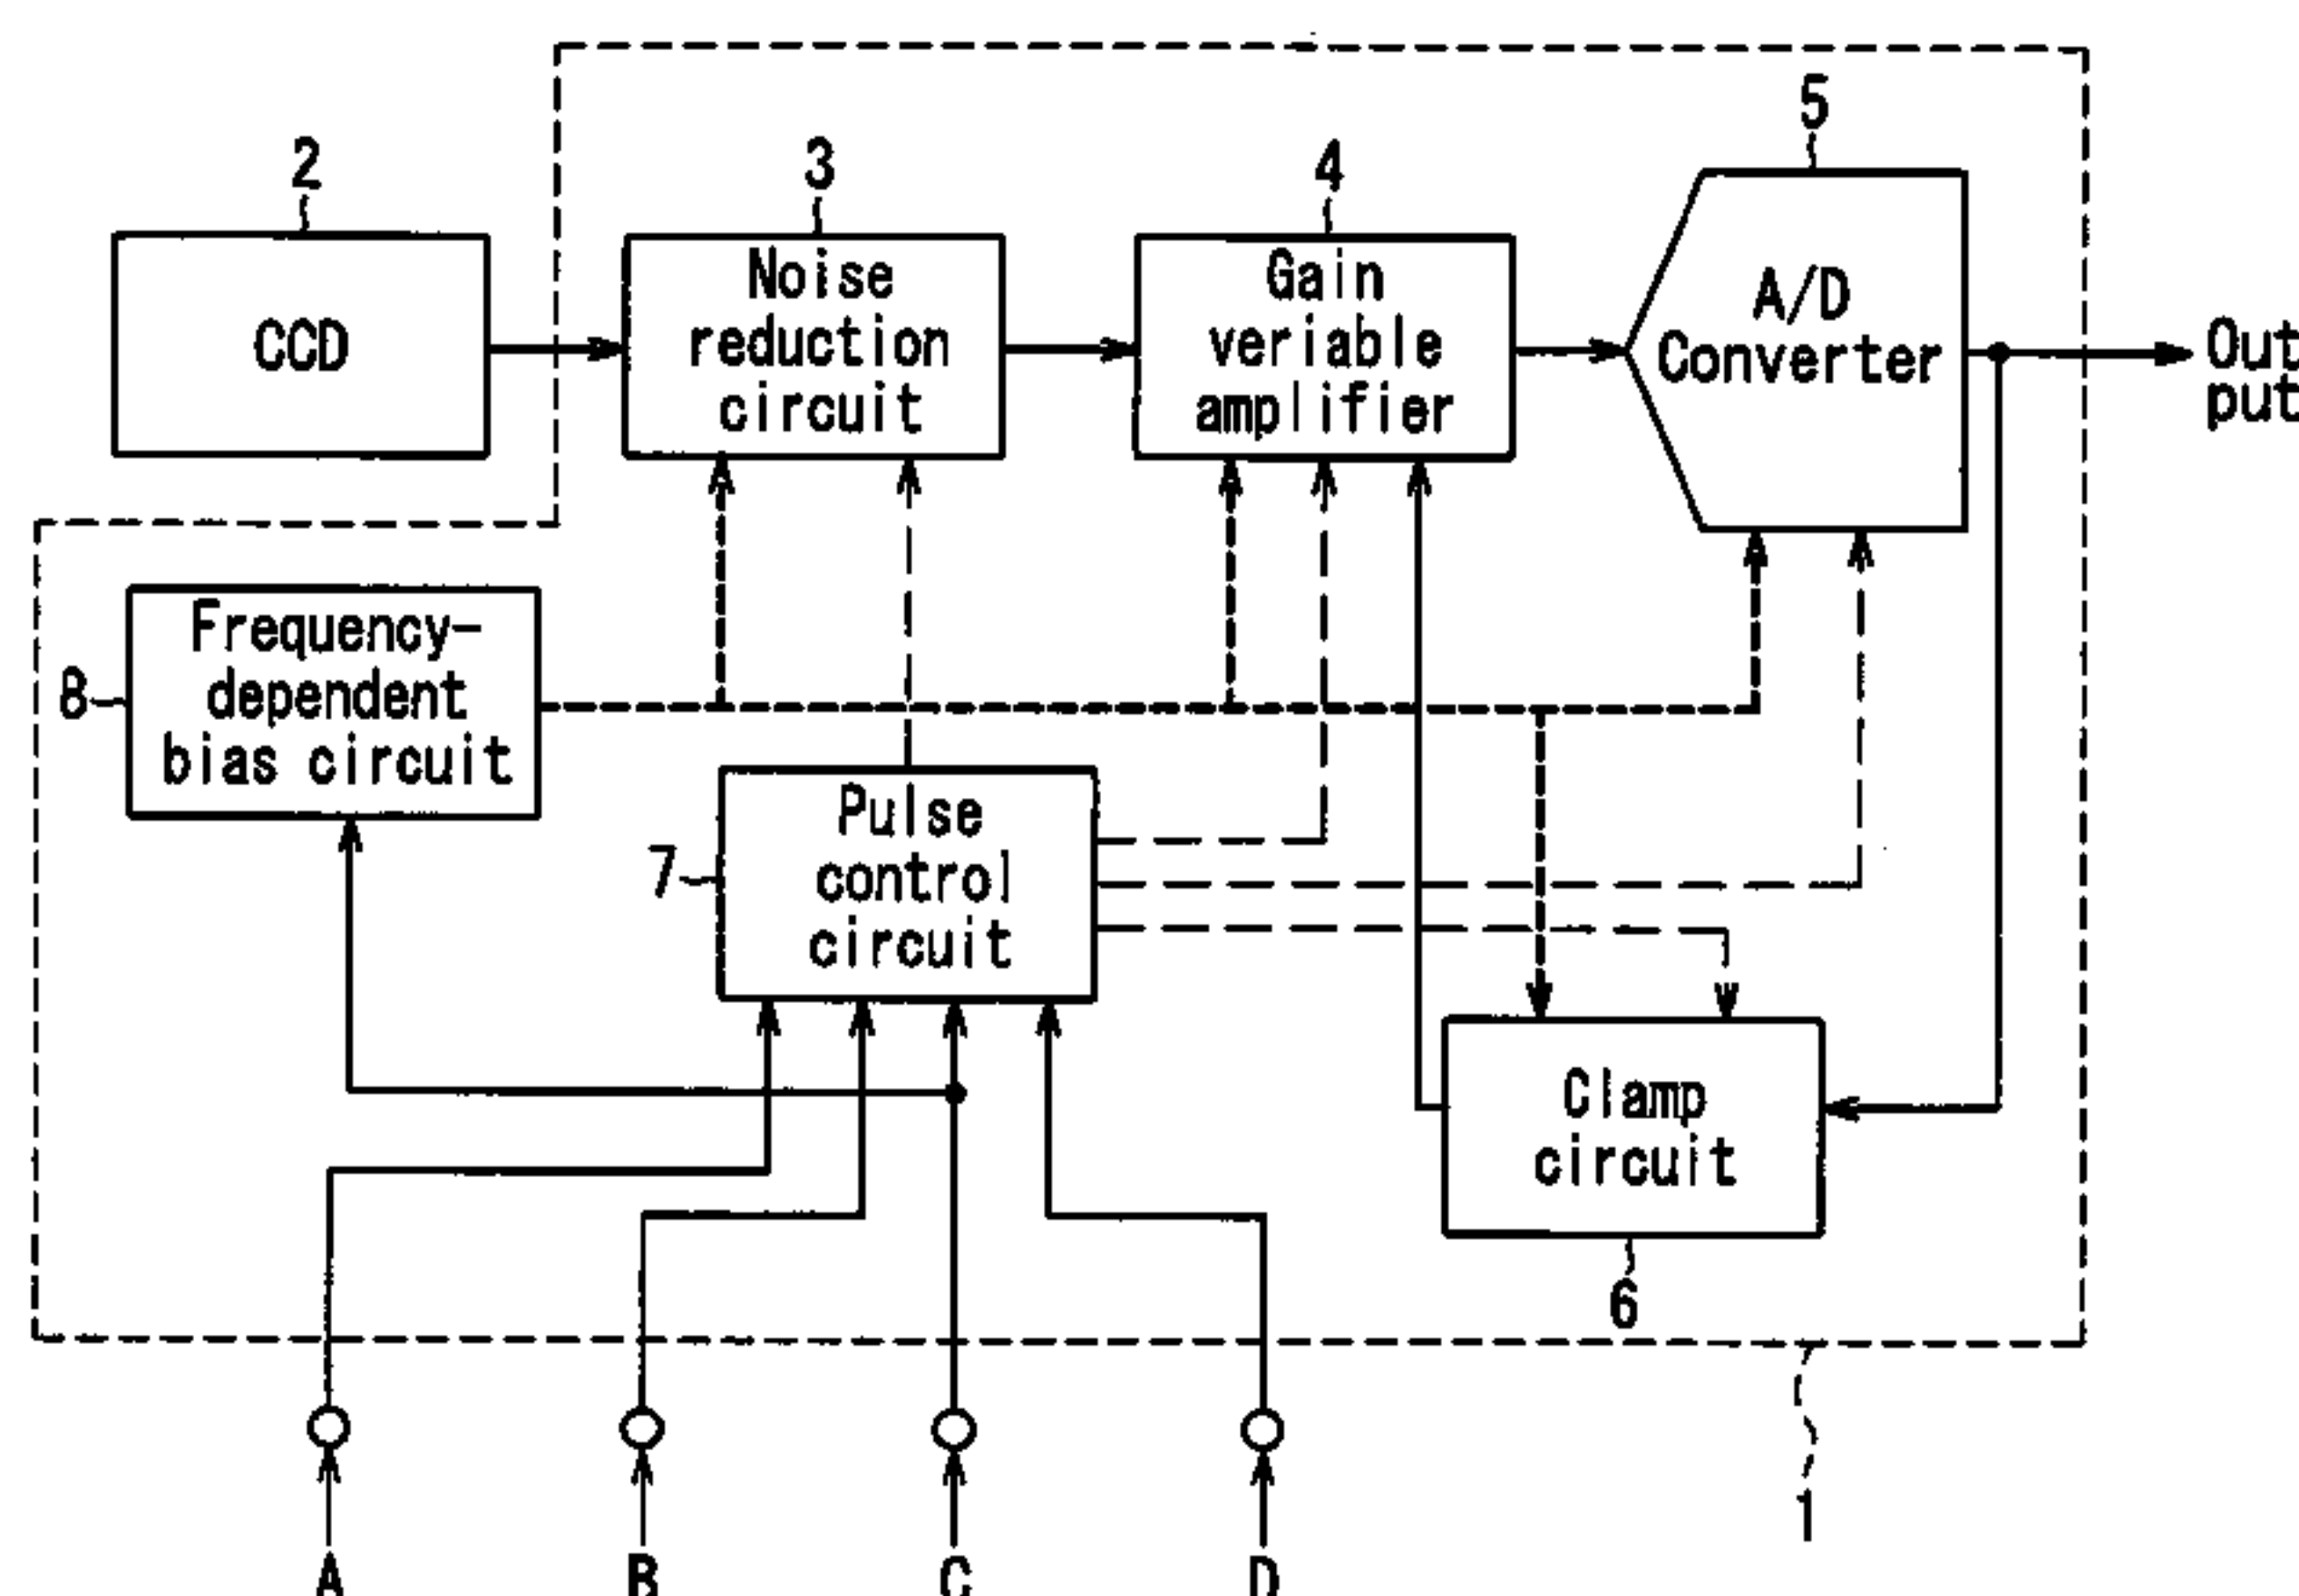 5
2
3
4
CCD
Noise
reduction
circuit
Gain
veriable
amplifier
A/D
Converter
Out
put
8
Frequency-
dependent
bias circuit
7
Pulse
control
circuit
Clamp
circuit
6
1
A
B
C
D